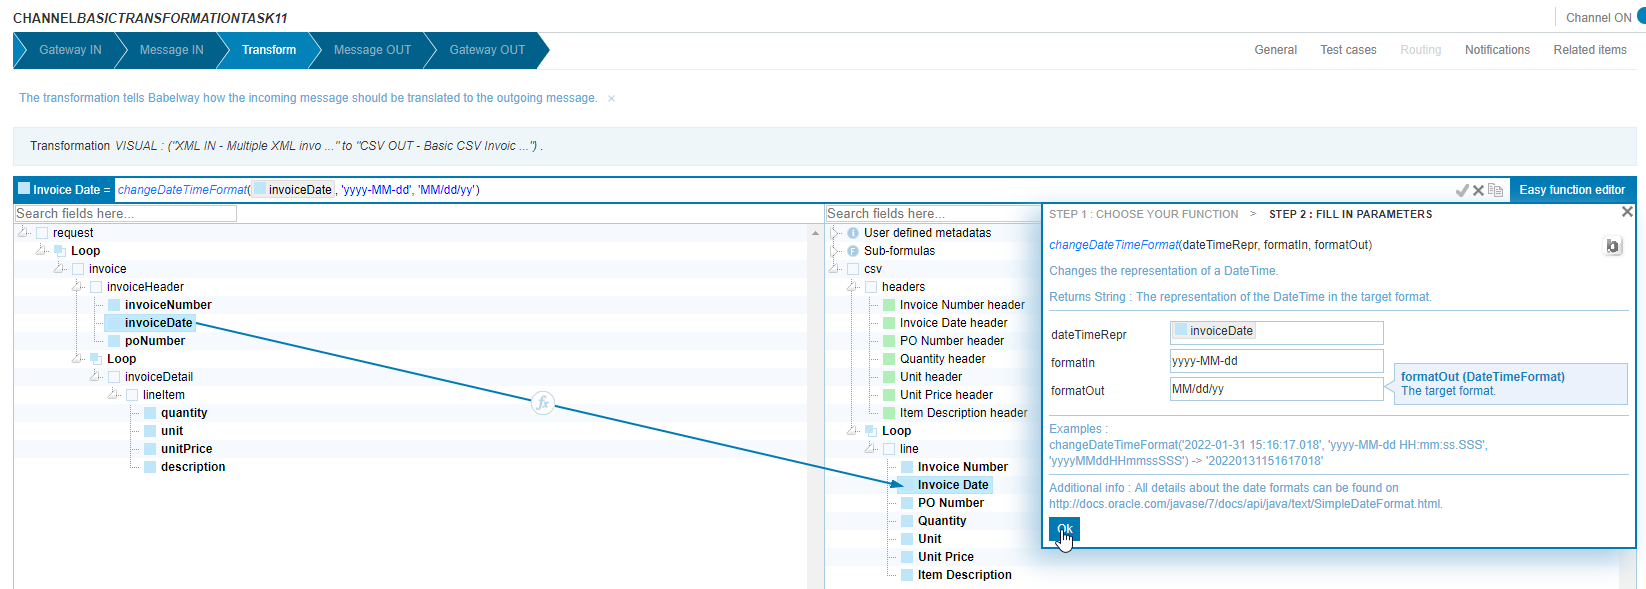 CHANNELBASICTRANSFORMATIONTASK11
Channel ON
Gateway IN
Message IN
Transform
Message OUT
Gateway OUT
General
Test cases
Routing
Notifications
Related items
The transformation tells Babelway how the incoming message should be translated to the outgoing message. ×
Transformation VISUAL : ("XML IN - Multiple XML invo ..." to "CSV OUT - Basic CSV Invoic ...") .
Invoice Date = changeDateTimeFormat( invoiceDate , 'yyyy-MM-dd', 'MM/dd/yy')
Easy function editor
Search fields here...
request
Loop
invoice
invoiceHeader
invoiceNumber
invoiceDate
poNumber
Loop
invoiceDetail
lineItem
quantity
unit
unitPrice
description
fx
Search fields here...
User defined metadatas
Sub-formulas
csv
headers
Invoice Number header
Invoice Date header
PO Number header
Quantity header
Unit header
Unit Price header
Item Description header
Loop
line
Invoice Number
Invoice Date
PO Number
Quantity
Unit
Unit Price
Item Description
STEP 1 : CHOOSE YOUR FUNCTION > STEP 2 : FILL IN PARAMETERS
changeDateTimeFormat(dateTimeRepr, formatIn, formatOut)
Changes the representation of a DateTime.
Returns String : The representation of the DateTime in the target format.
dateTimeRepr invoiceDate
formatIn yyyy-MM-dd
formatOut MM/dd/yy
formatOut (DateTimeFormat)
The target format.
Examples :
changeDateTimeFormat('2022-01-31 15:16:17.018', 'yyyy-MM-dd HH:mm:ss.SSS',
'yyyyMMddHHmmssSSS') -> '20220131151617018'
Additional info : All details about the date formats can be found on
http://docs.oracle.com/javase/7/docs/api/java/text/SimpleDateFormat.html.
Ok